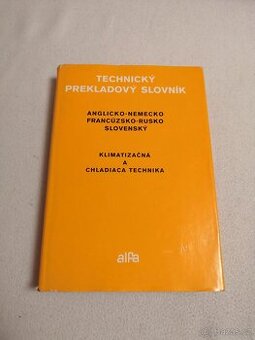 TECHNICKÝ
PREKLADOVÝ SLOVNÍK
ANGLICKO-NEMECKO
FRANCÚZSKO-RUSKO
SLOVENSKÝ
KLIMATIZAČNÁ
A
CHLADIACA TECHNIKA
alfa